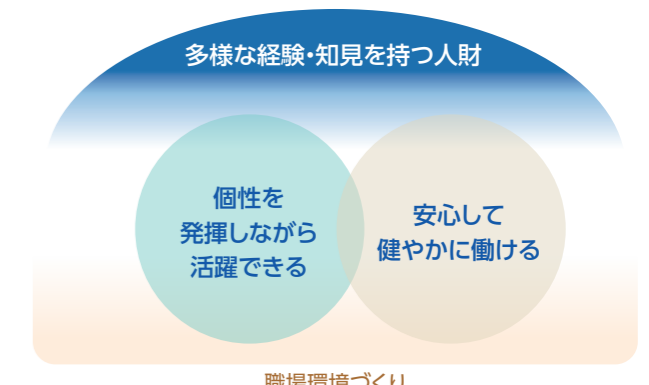 多様な経験・知見を持つ人財
個性を
発揮しながら
活躍できる
安心して
健やかに働ける
職場環境づくり